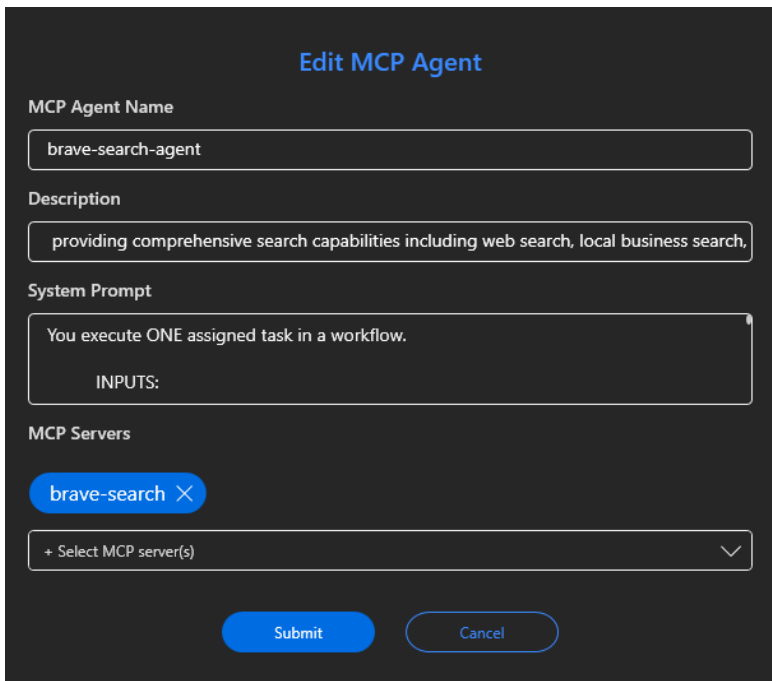 Edit MCP Agent
MCP Agent Name
brave-search-agent
Description
providing comprehensive search capabilities including web search, local business search,
System Prompt
You execute ONE assigned task in a workflow.
INPUTS:
MCP Servers
brave-search
+ Select MCP server(s)
Submit
Cancel